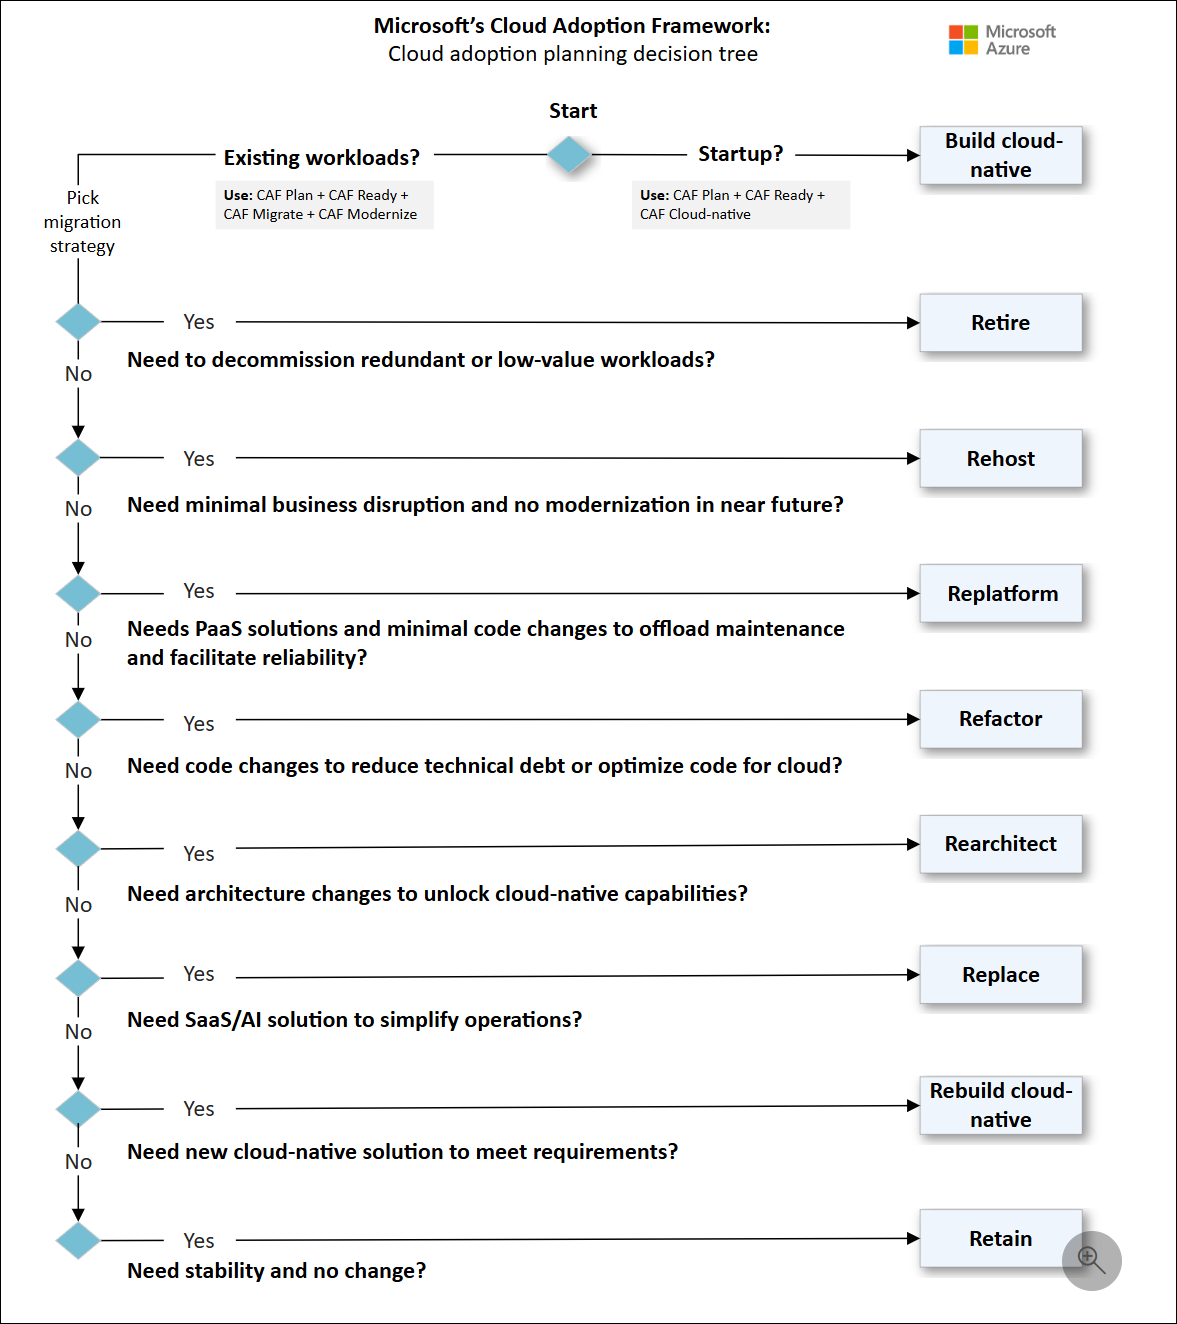 Microsoft’s Cloud Adoption Framework:
Cloud adoption planning decision tree
Microsoft
Azure
Start
Existing workloads?
Startup?
Build cloud-
native
Use: CAF Plan + CAF Ready +
CAF Migrate + CAF Modernize
Use: CAF Plan + CAF Ready +
CAF Cloud-native
Pick
migration
strategy
Yes
Retire
Need to decommission redundant or low-value workloads?
No
Yes
Rehost
Need minimal business disruption and no modernization in near future?
No
Yes
Replatform
Needs PaaS solutions and minimal code changes to offload maintenance
and facilitate reliability?
No
Yes
Refactor
Need code changes to reduce technical debt or optimize code for cloud?
No
Yes
Rearchitect
Need architecture changes to unlock cloud-native capabilities?
No
Yes
Replace
Need SaaS/AI solution to simplify operations?
No
Yes
Rebuild cloud-
native
Need new cloud-native solution to meet requirements?
No
Yes
Retain
Need stability and no change?